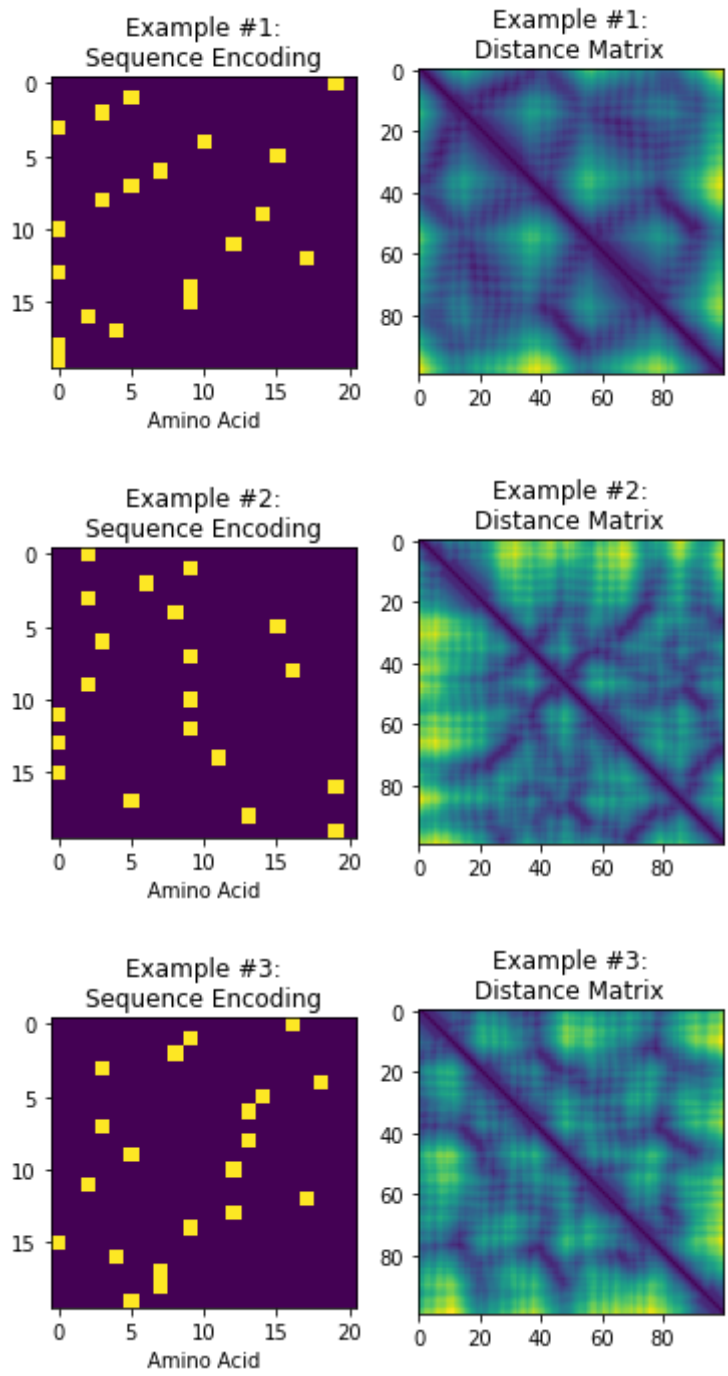 Example #1:
Sequence Encoding
0
5
10
15
0 5 10 15 20
Amino Acid
Example #1:
Distance Matrix
0
20
40
60
80
0 20 40 60 80
Example #2:
Sequence Encoding
0
5
10
15
0 5 10 15 20
Amino Acid
Example #2:
Distance Matrix
0
20
40
60
80
0 20 40 60 80
Example #3:
Sequence Encoding
0
5
10
15
0 5 10 15 20
Amino Acid
Example #3:
Distance Matrix
0
20
40
60
80
0 20 40 60 80